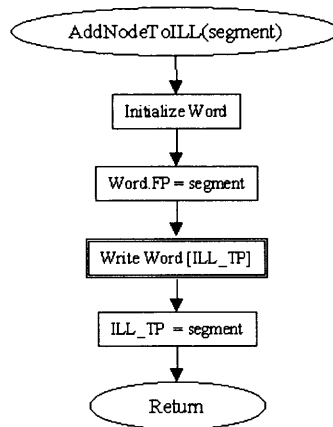 AddNodeToILL(segment)
Initialize Word
Word.FP = segment
Write Word [ILL_TP]
ILL_TP = segment
Return